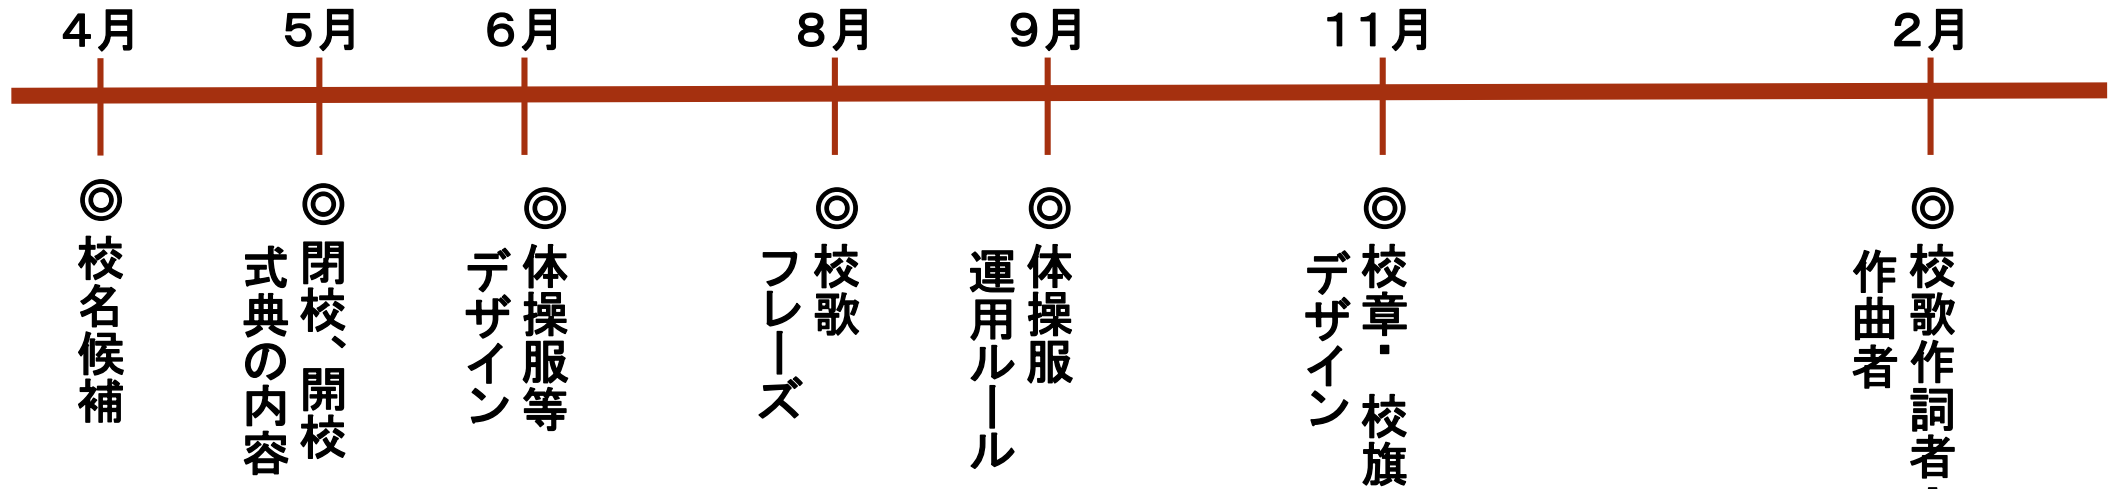 ４月
５月
６月
８月
９月
１１月
２月
◎校名候補
◎閉校、開校
式典の内容
◎体操服等
デザイン
◎校歌
フレーズ
◎体操服
運用ルール
◎校章・校旗
デザイン
◎校歌作詞者・
作曲者